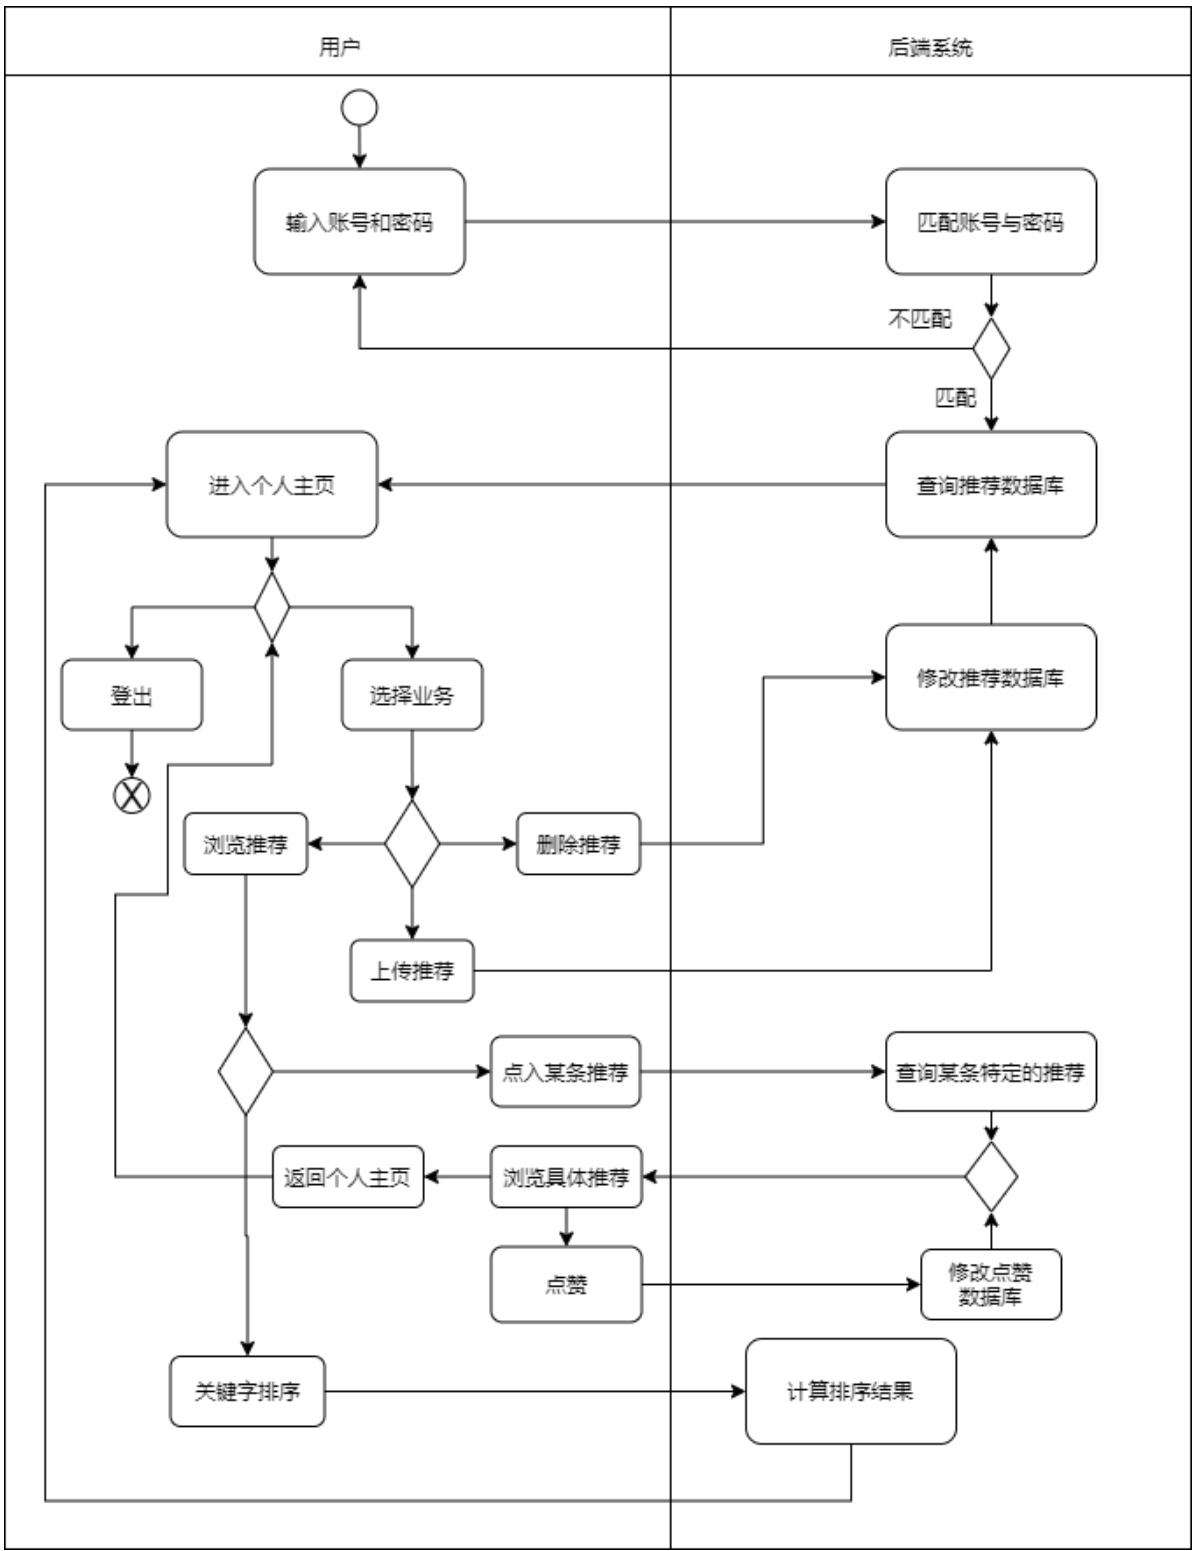 用户
后端系统
输入账号和密码
匹配账号与密码
不匹配
匹配
进入个人主页
查询推荐数据库
登出
选择业务
修改推荐数据库
浏览推荐
删除推荐
上传推荐
点入某条推荐
查询某条特定的推荐
返回个人主页
浏览具体推荐
点赞
修改点赞
数据库
关键字排序
计算排序结果